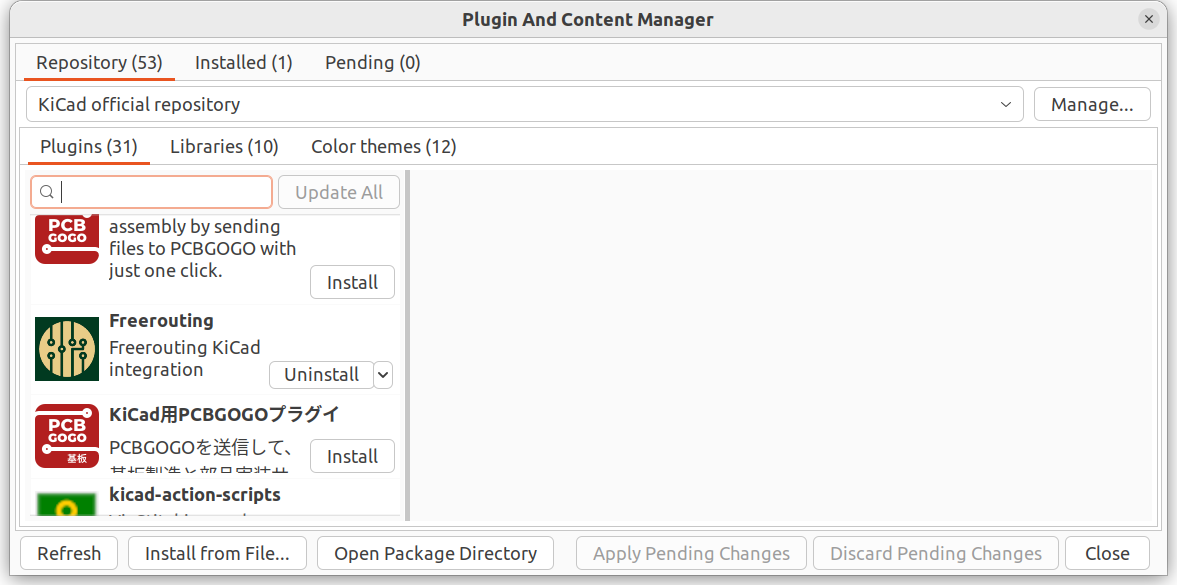 Plugin And Content Manager
Repository (53) Installed (1) Pending (0)
KiCad official repository Manage...
Plugins (31) Libraries (10) Color themes (12)
Update All
PCB
GOGO
assembly by sending
files to PCBGOGO with
just one click.
Install
Freerouting
Freerouting KiCad
integration
Uninstall
KiCad用PCBGOGOプラグイ
PCB
GOGO
基板
PCBGOGOを送信して、
Install
kicad-action-scripts
Refresh Install from File... Open Package Directory Apply Pending Changes Discard Pending Changes Close